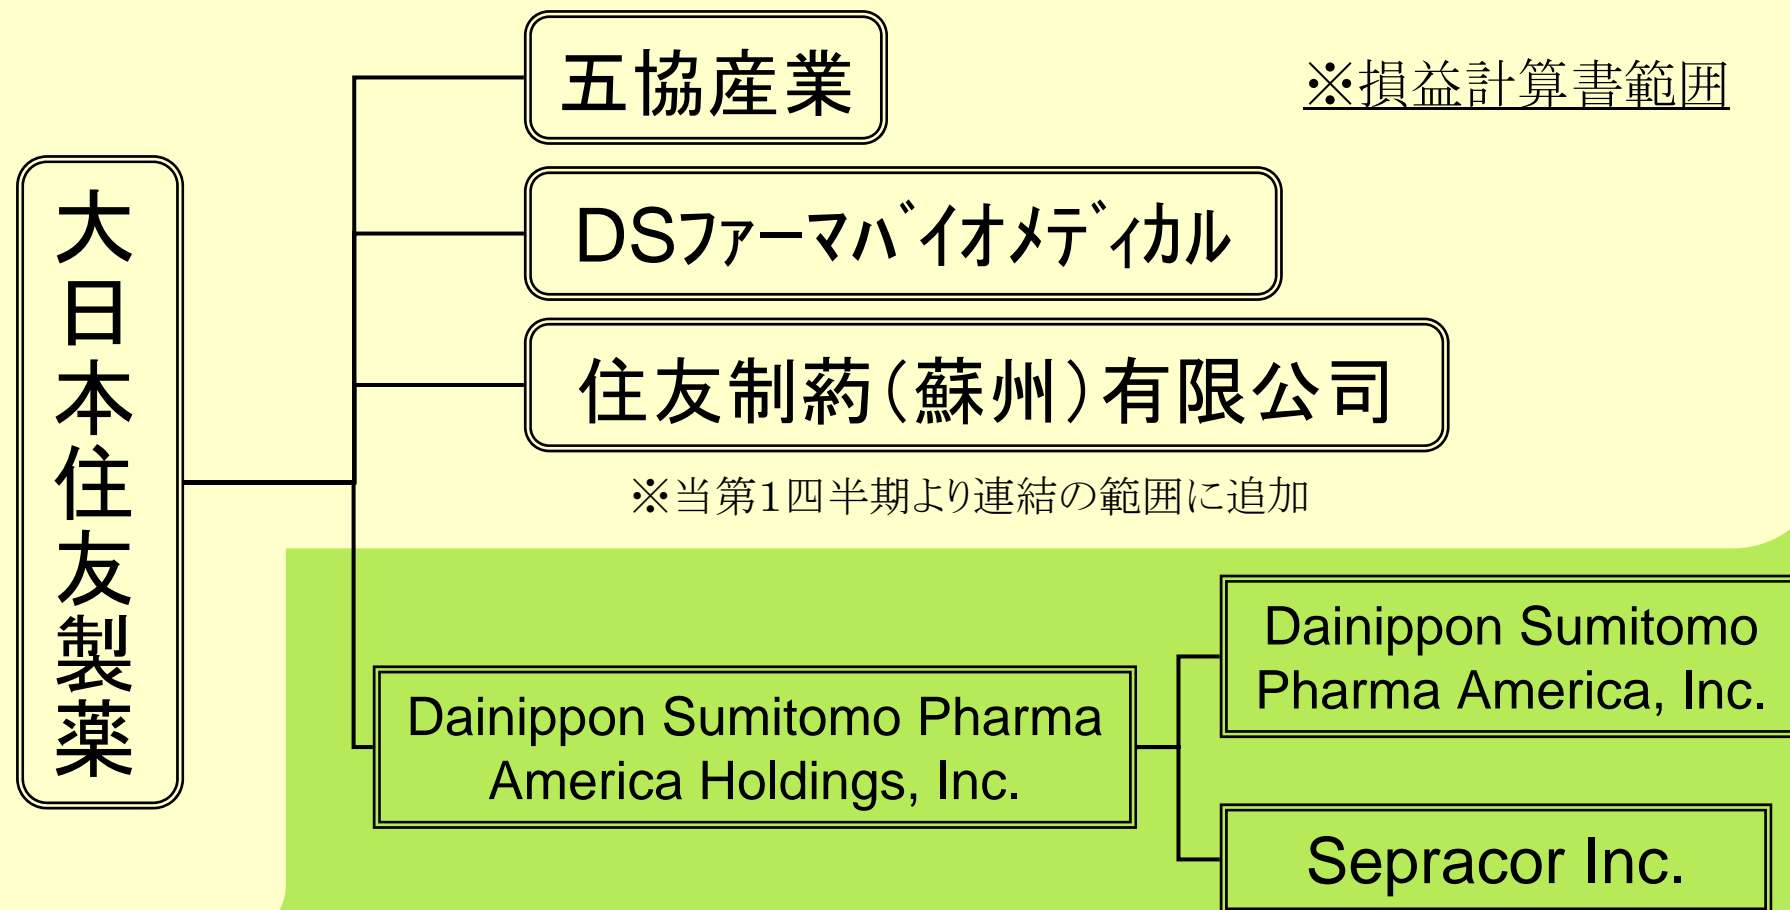 五協産業
※損益計算書範囲
大日本住友製薬
DSファーマバイオメディカル
住友制葯(蘇州)有限公司
※当第1四半期より連結の範囲に追加
Dainippon Sumitomo
Pharma America, Inc.
Dainippon Sumitomo Pharma
America Holdings, Inc.
Sepracor Inc.